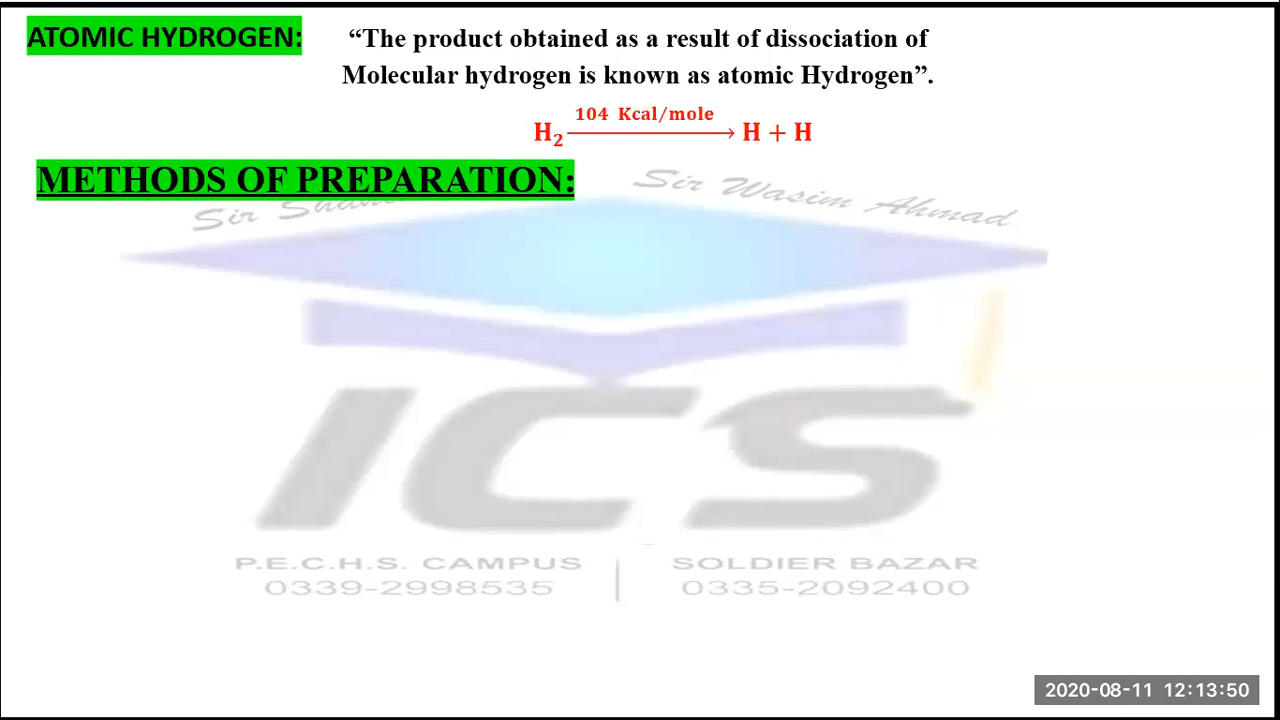 ATOMIC HYDROGEN:
“The product obtained as a result of dissociation of
Molecular hydrogen is known as atomic Hydrogen”.
104 Kcal/mole
H₂ ⟶ H + H
METHODS OF PREPARATION:
Sir
Sir Wasim Ahmad
ICS
P.E.C.H.S. CAMPUS | SOLDIER BAZAR
0339-2998535 0335-2092400
2020-08-11 12:13:50